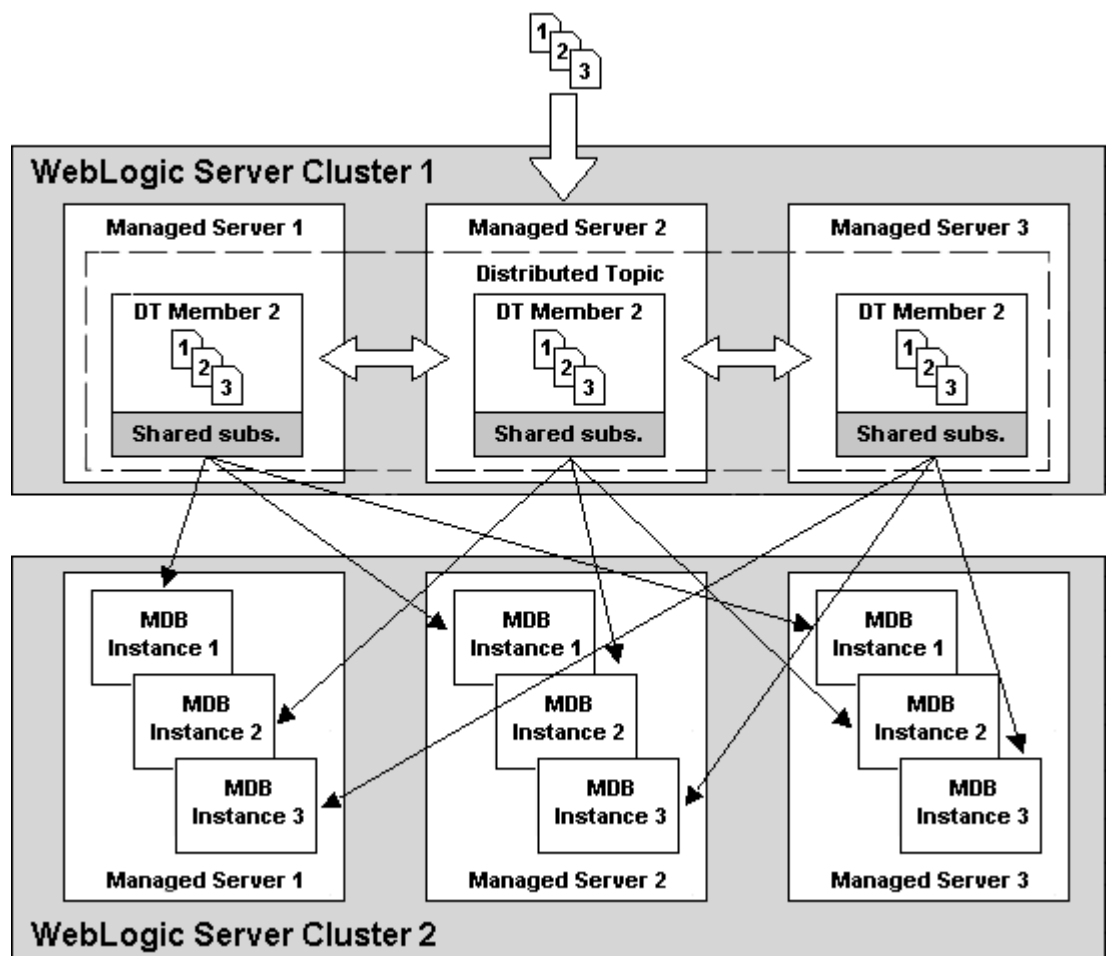 1
2
3
WebLogic Server Cluster 1
Managed Server 1
Managed Server 2
Managed Server 3
Distributed Topic
DT Member 2
1
2
3
Shared subs.
DT Member 2
1
2
3
Shared subs.
DT Member 2
1
2
3
Shared subs.
MDB
Instance 1
MDB
Instance 2
MDB
Instance 3
Managed Server 1
MDB
Instance 1
MDB
Instance 2
MDB
Instance 3
Managed Server 2
MDB
Instance 1
MDB
Instance 2
MDB
Instance 3
Managed Server 3
WebLogic Server Cluster 2